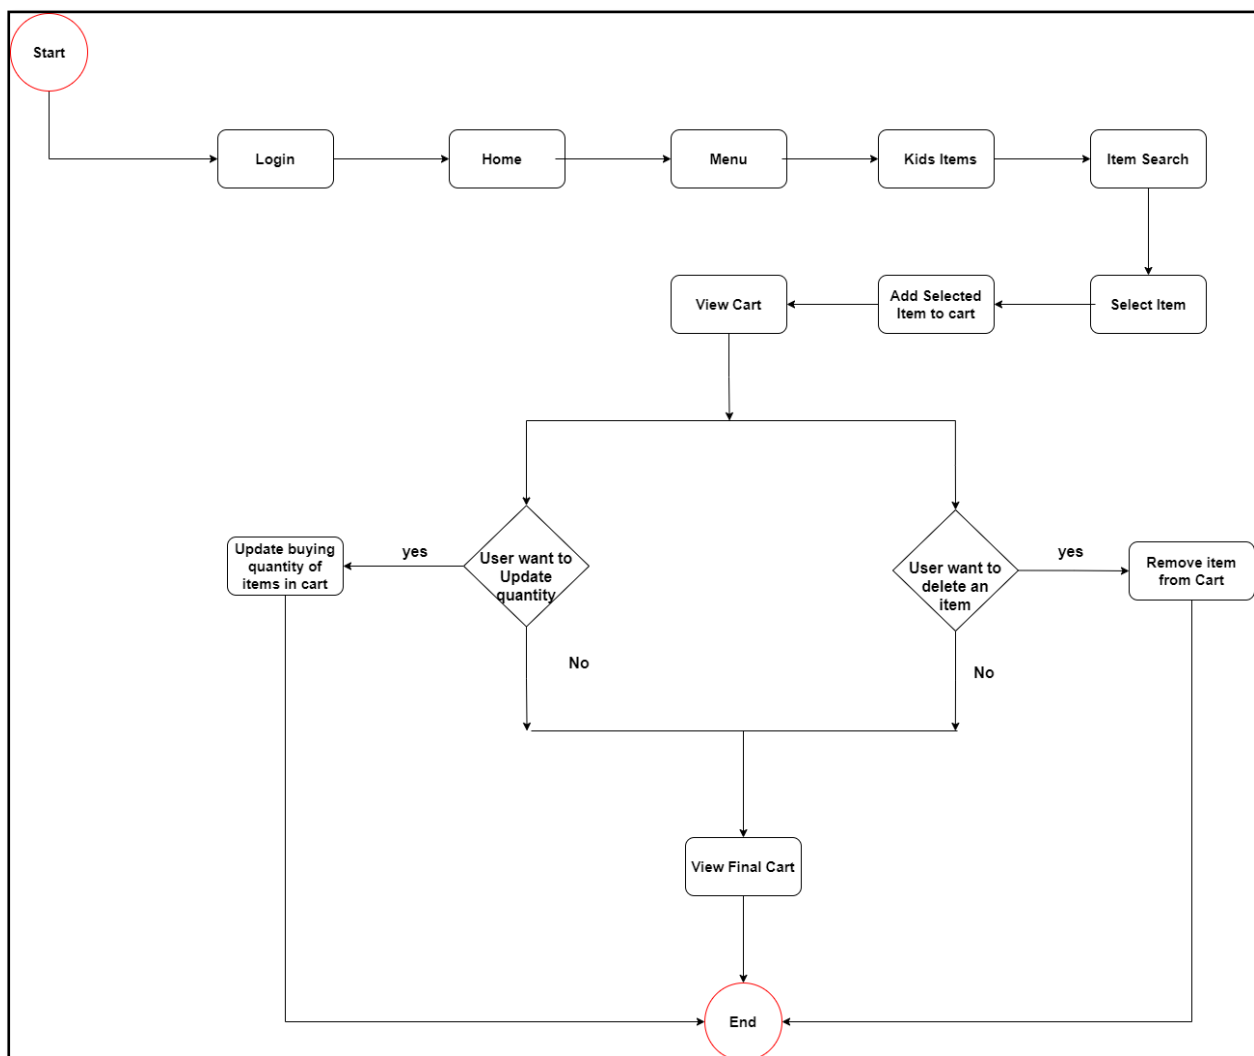 Start
Login
Home
Menu
Kids Items
Item Search
View Cart
Add Selected
Item to cart
Select Item
Update buying
quantity of
items in cart
yes
User want to
Update
quantity
User want to
delete an
item
yes
Remove item
from Cart
No
No
View Final Cart
End